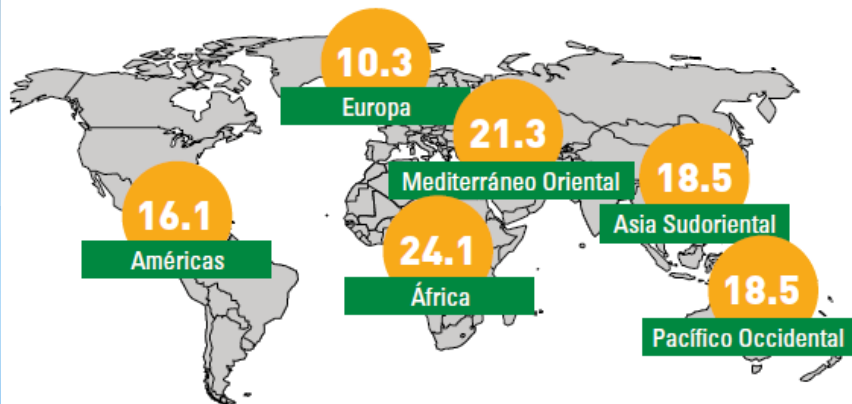 10.3
Europa
21.3
Mediterráneo Oriental
18.5
Asia Sudoriental
16.1
Américas
24.1
África
18.5
Pacífico Occidental